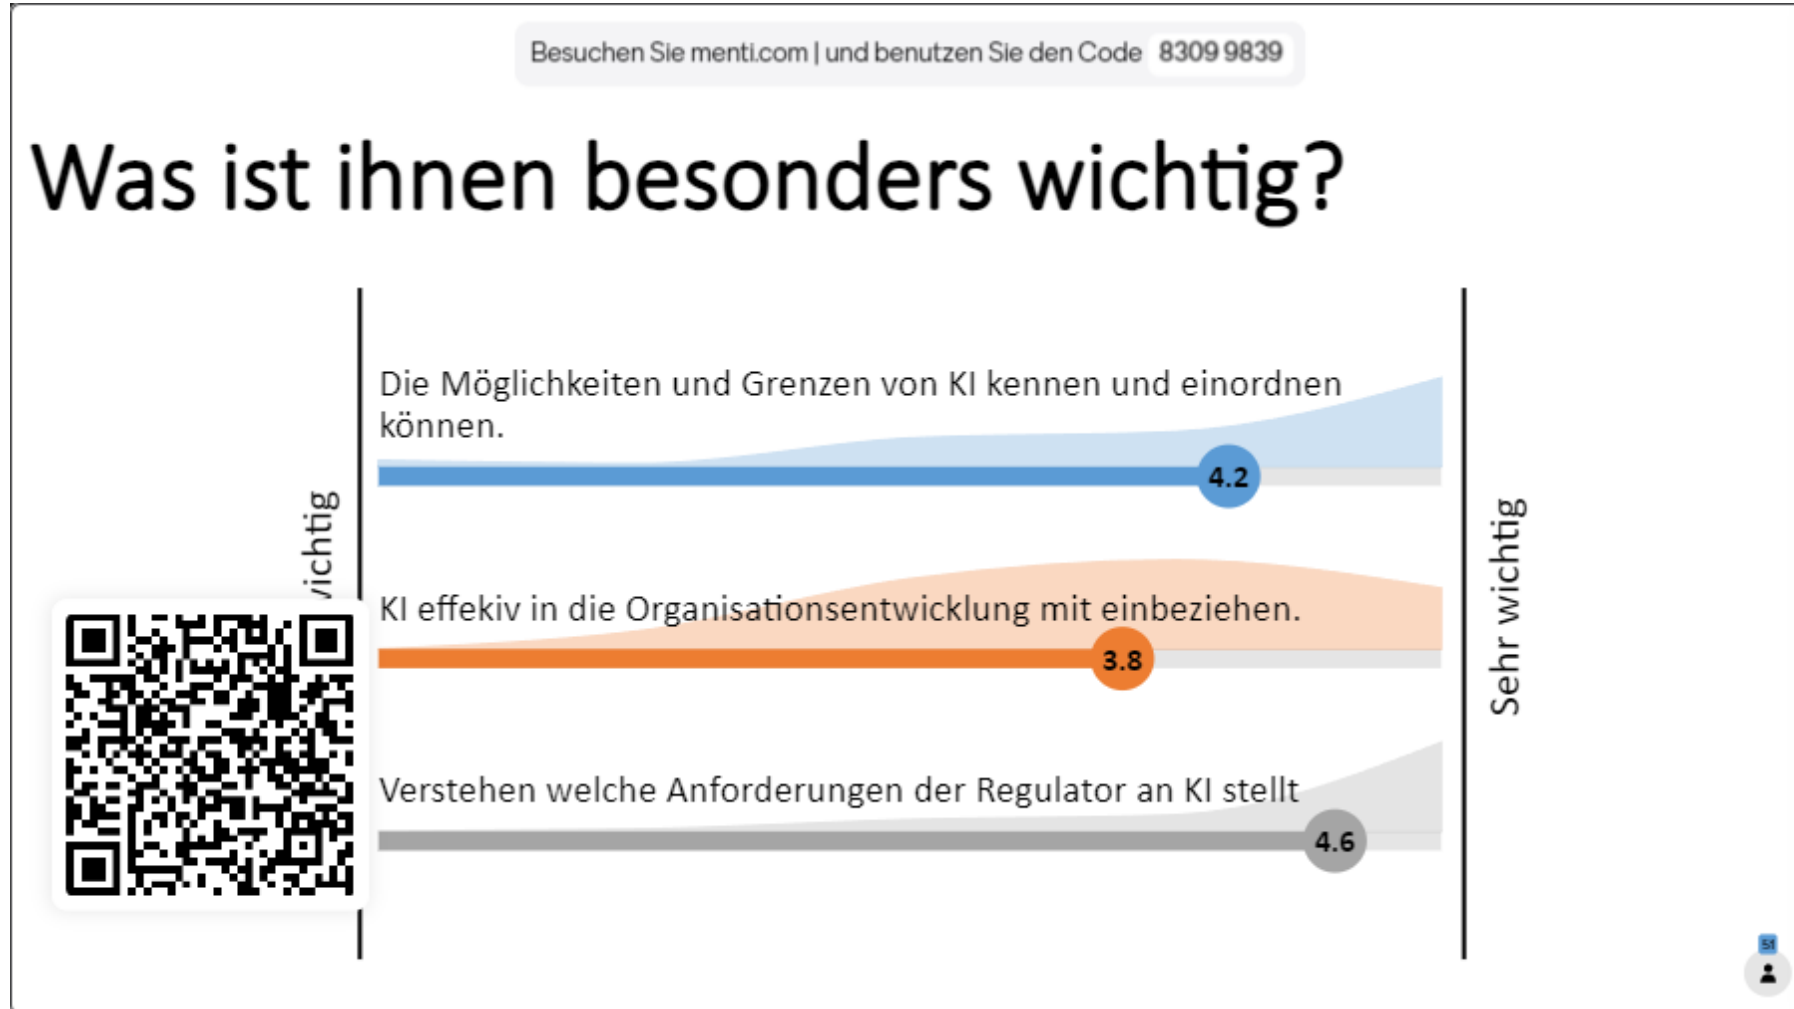 Besuchen Sie menti.com | und benutzen Sie den Code 8309 9839
Was ist ihnen besonders wichtig?
Die Möglichkeiten und Grenzen von KI kennen und einordnen
können.
4.2
KI effekiv in die Organisationsentwicklung mit einbeziehen.
3.8
Verstehen welche Anforderungen der Regulator an KI stellt
4.6
Sehr wichtig
51